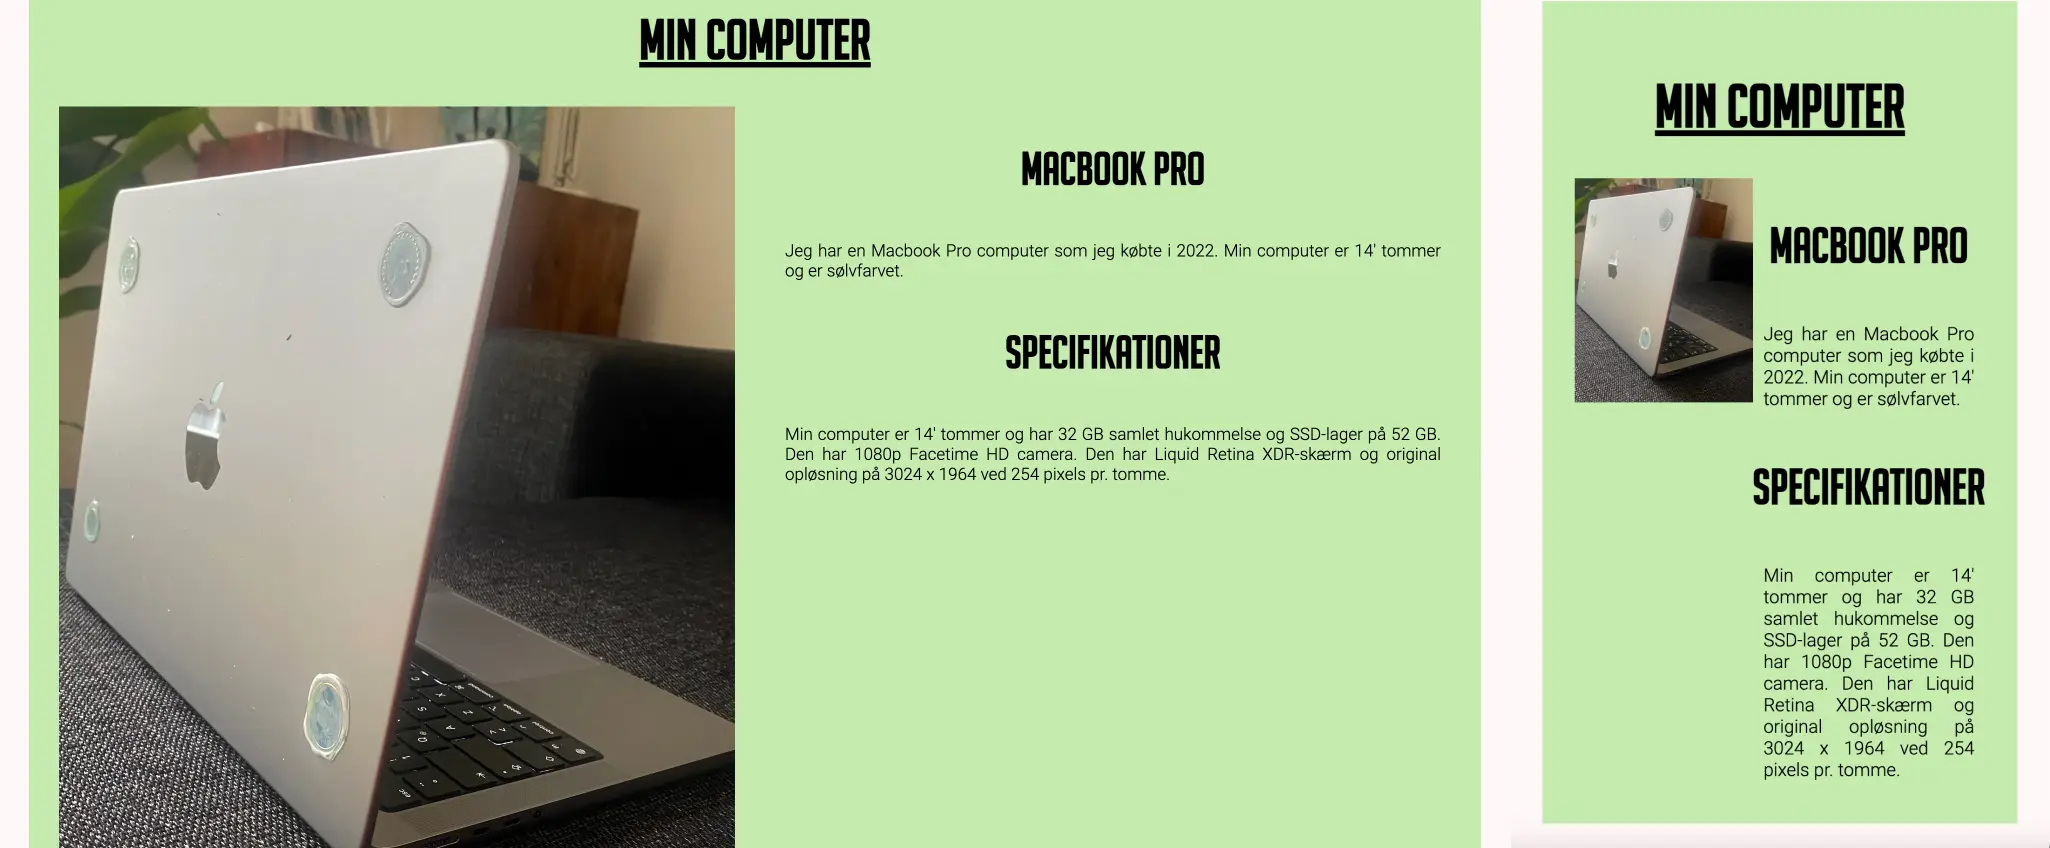 MIN COMPUTER
MACBOOK PRO
Jeg har en Macbook Pro computer som jeg købte i 2022. Min computer er 14' tommer
og er sølvfarvet.
SPECIFIKATIONER
Min computer er 14' tommer og har 32 GB samlet hukommelse og SSD-lager på 52 GB.
Den har 1080p Facetime HD camera. Den har Liquid Retina XDR-skærm og original
opløsning på 3024 x 1964 ved 254 pixels pr. tomme.
MIN COMPUTER
MACBOOK PRO
Jeg har en Macbook Pro
computer som jeg købte i
2022. Min computer er 14'
tommer og er sølvfarvet.
SPECIFIKATIONER
Min computer er 14'
tommer og har 32 GB
samlet hukommelse og
SSD-lager på 52 GB. Den
har 1080p Facetime HD
camera. Den har Liquid
Retina XDR-skærm og
original opløsning på
3024 x 1964 ved 254
pixels pr. tomme.